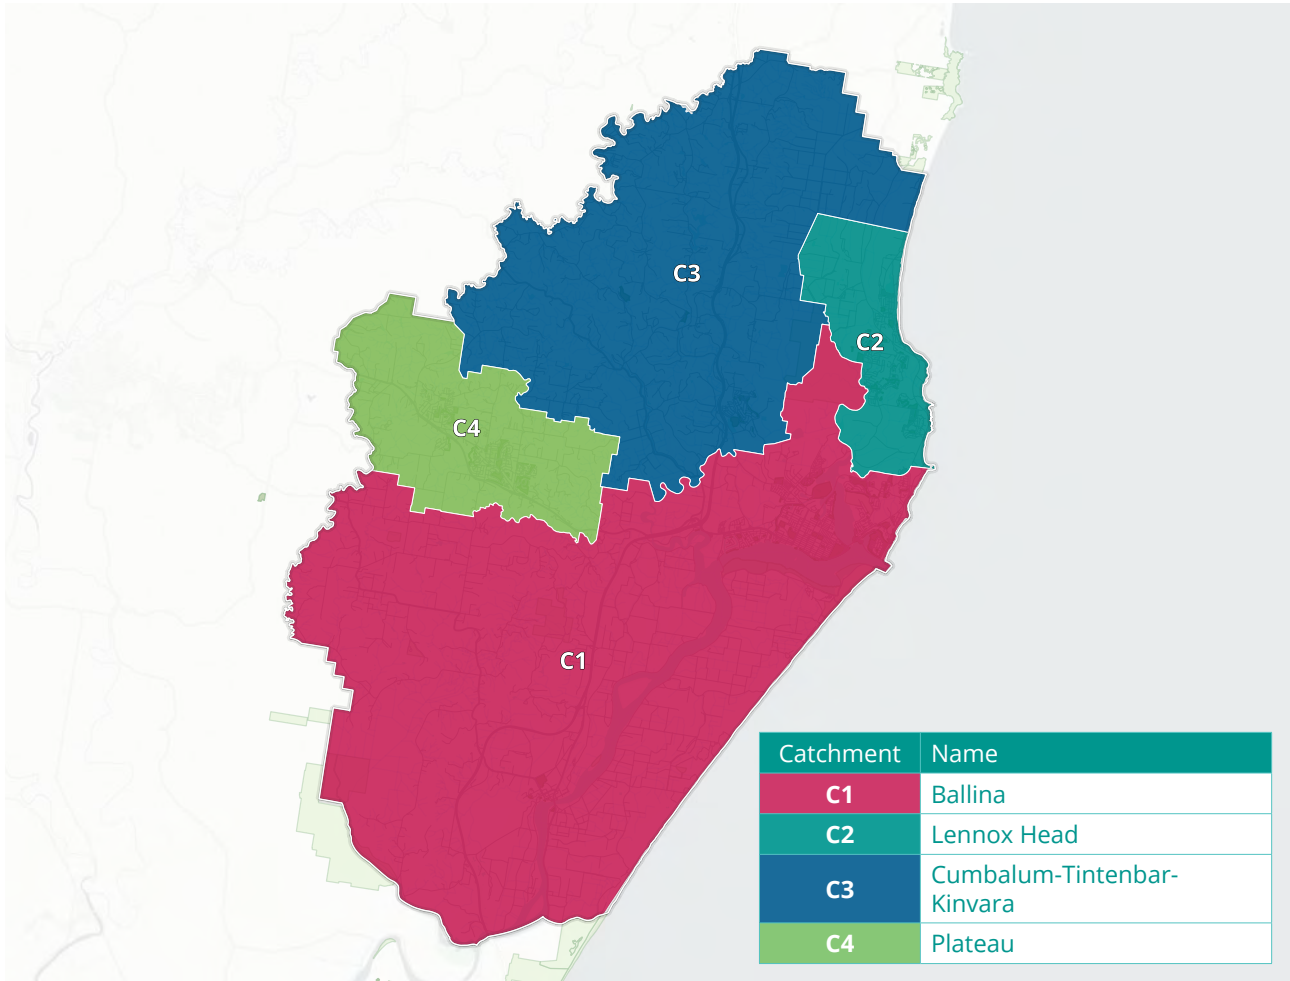 C3
C2
C4
C1
Catchment Name
C1 Ballina
C2 Lennox Head
C3 Cumbalum-Tintenbar-
Kinvara
C4 Plateau